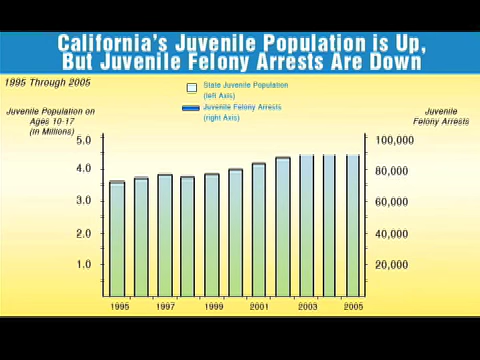 California's Juvenile Population is Up,
But Juvenile Felony Arrests Are Down
1995 Through 2005
State Juvenile Population
(left Axis)
Juvenile Felony Arrests
(right Axis)
Juvenile Population on
Ages 10-17
(in Millions)
Juvenile
Felony Arrests
5.0
4.0
3.0
2.0
1.0
100,000
80,000
60,000
40,000
20,000
1995 1997 1999 2001 2003 2005